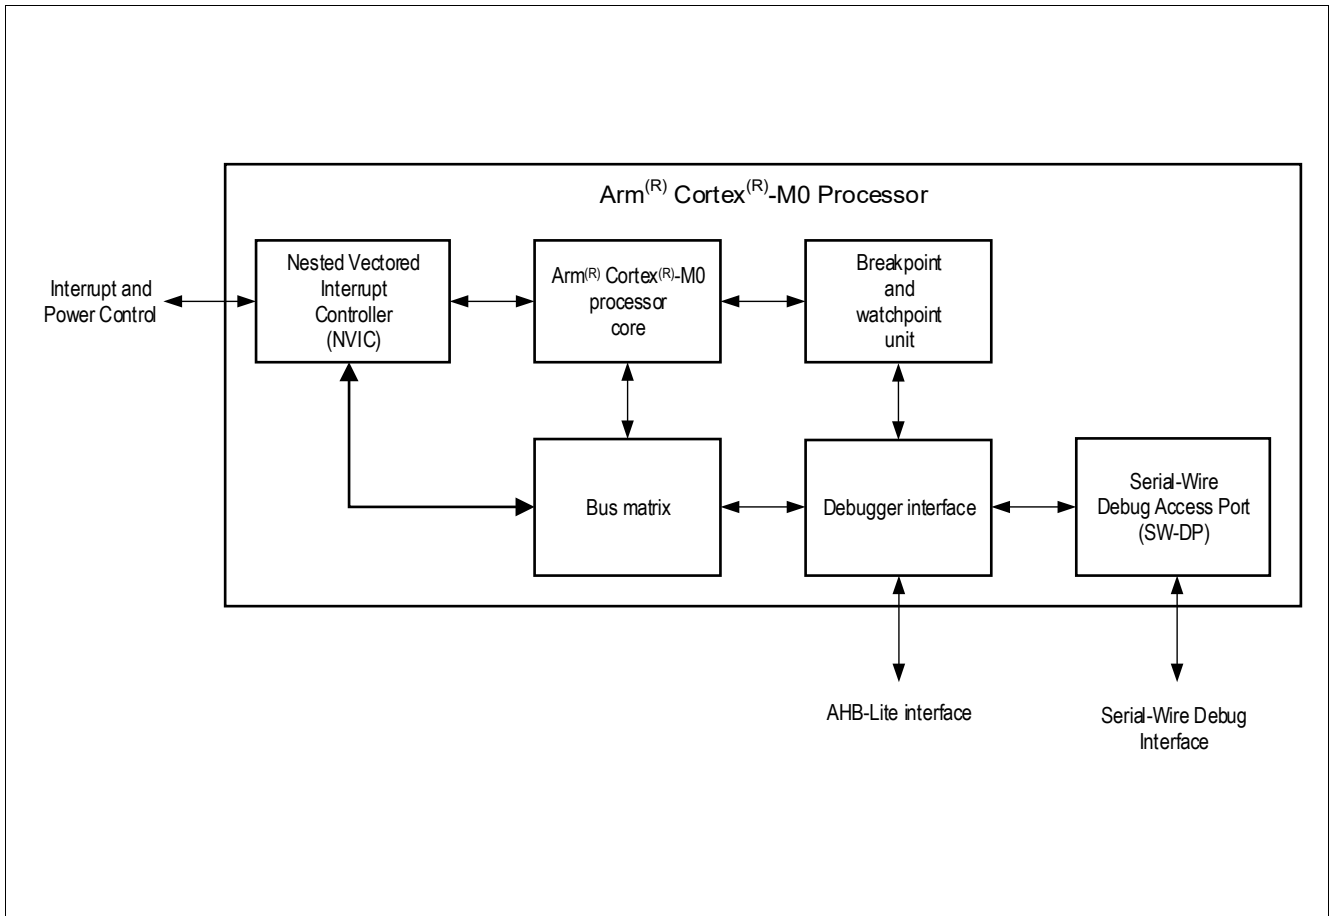 Arm(R) Cortex(R)-M0 Processor
Interrupt and
Power Control
Nested Vectored
Interrupt
Controller
(NVIC)
Arm(R) Cortex(R)-M0
processor
core
Breakpoint
and
watchpoint
unit
Bus matrix
Debugger interface
Serial-Wire
Debug Access Port
(SW-DP)
AHB-Lite interface
Serial-Wire Debug
Interface